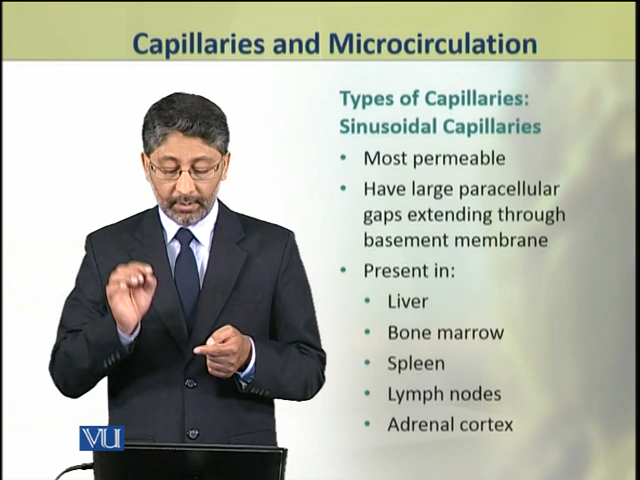 Capillaries and Microcirculation
Types of Capillaries:
Sinusoidal Capillaries
• Most permeable
• Have large paracellular
gaps extending through
basement membrane
• Present in:
• Liver
• Bone marrow
• Spleen
• Lymph nodes
• Adrenal cortex
VU